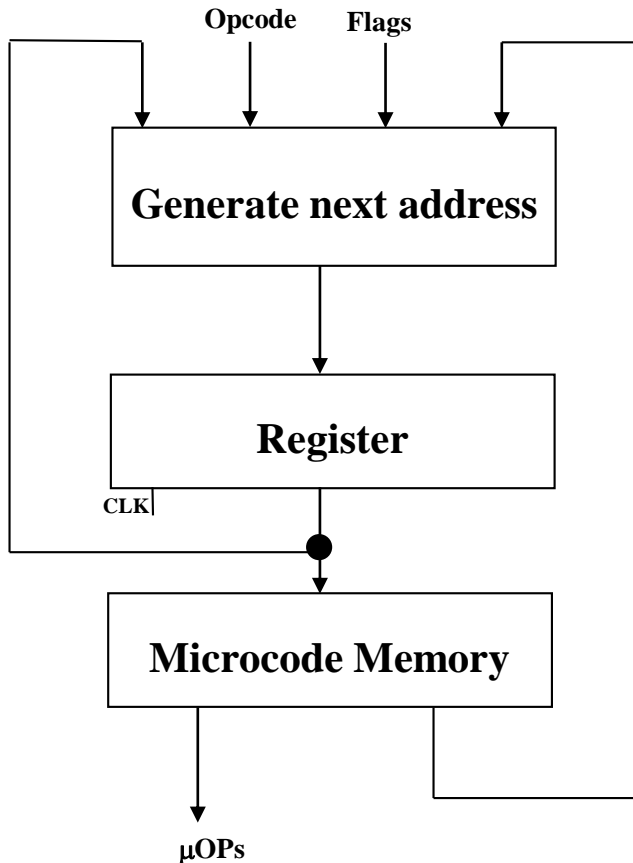 Opcode
Flags
Generate next address
Register
CLK
Microcode Memory
μOPs